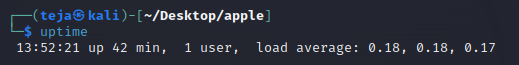 ┌──(teja㉿kali)-[~/Desktop/apple]
└─$ uptime
 13:52:21 up 42 min,  1 user,  load average: 0.18, 0.18, 0.17